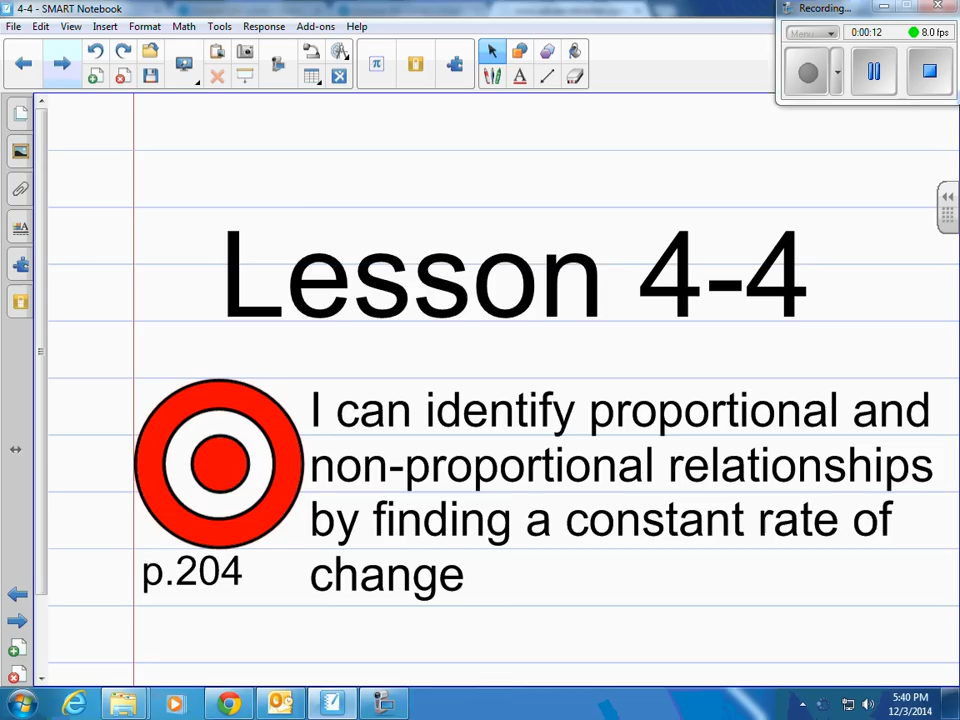 4-4 - SMART Notebook
Recording...
File Edit View Insert Format Math Tools Response Add-ons Help
Menu
0:00:12
8.0 fps
Lesson 4-4
I can identify proportional and
non-proportional relationships
by finding a constant rate of
change
p.204
5:40 PM
12/3/2014